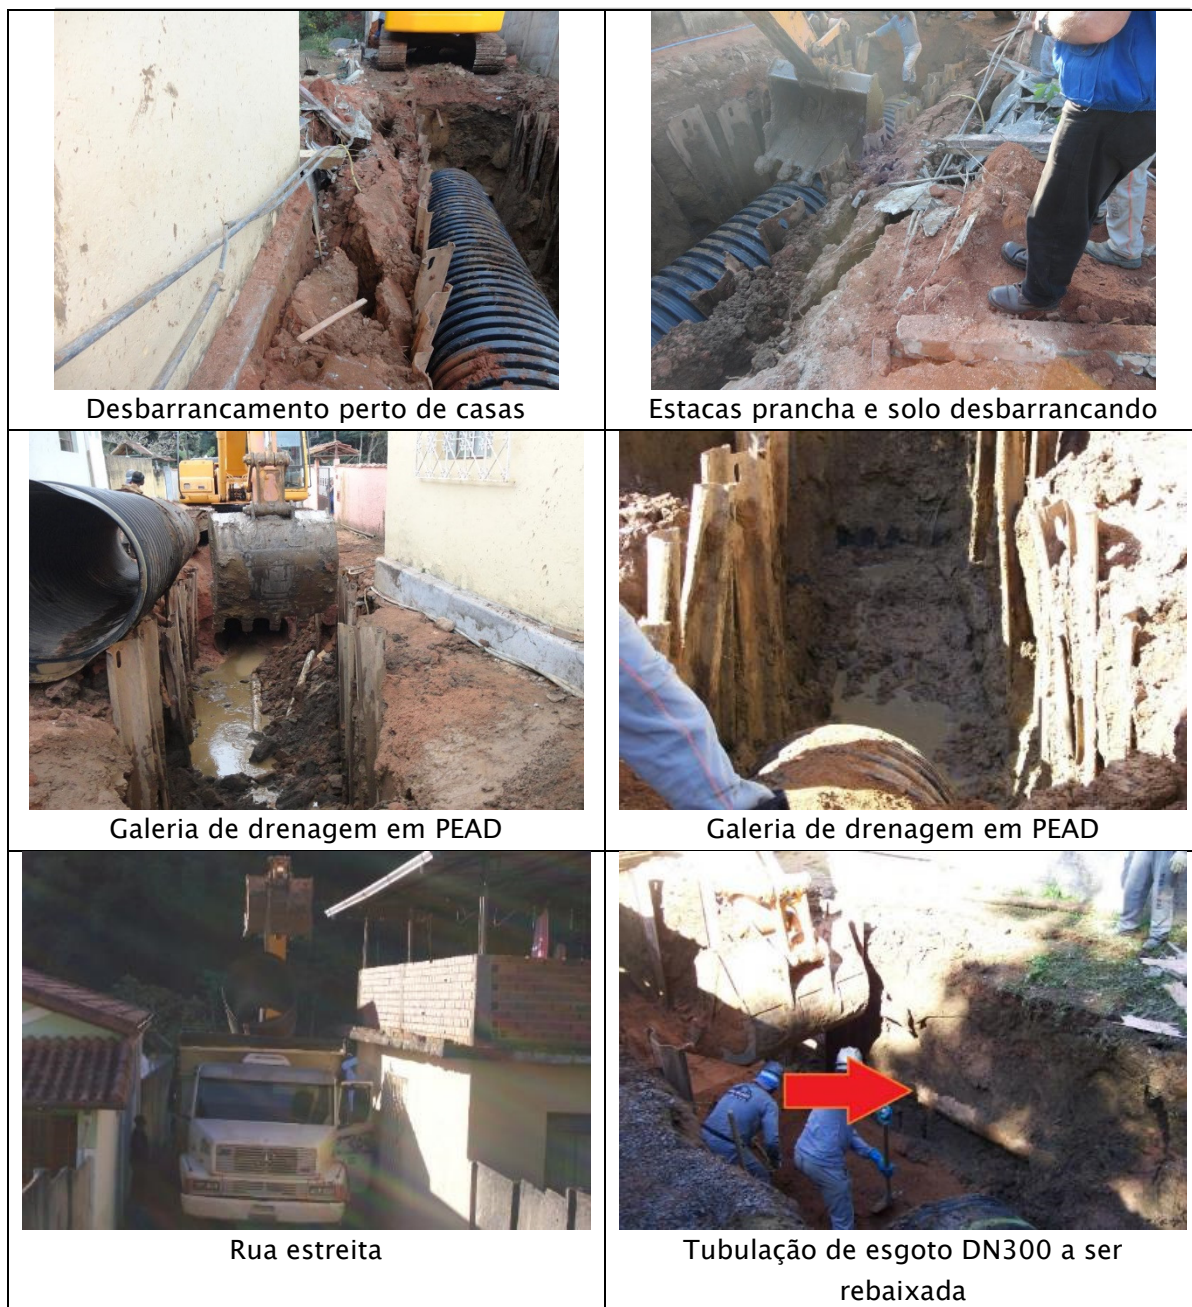 Desbarrancamento perto de casas
Estacas prancha e solo desbarrancando
Galeria de drenagem em PEAD
Galeria de drenagem em PEAD
Rua estreita
Tubulação de esgoto DN300 a ser
rebaixada